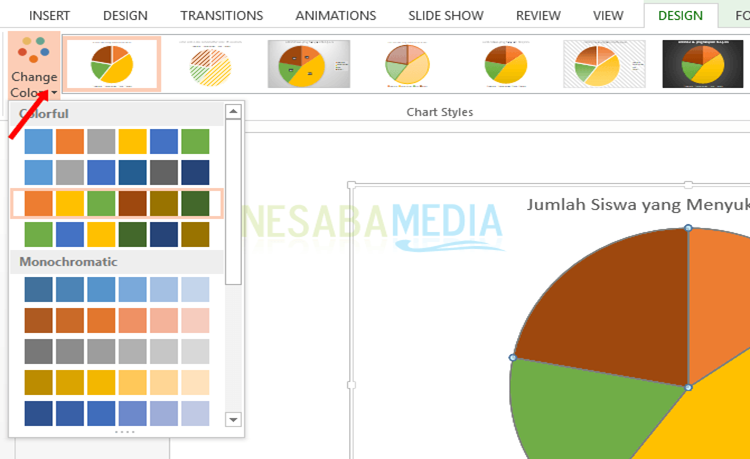 INSERT DESIGN TRANSITIONS ANIMATIONS SLIDE SHOW REVIEW VIEW DESIGN FO
Change
Colors
Chart Styles
Colorful
Monochromatic
NESABAMEDIA
Jumlah Siswa yang Menyuk